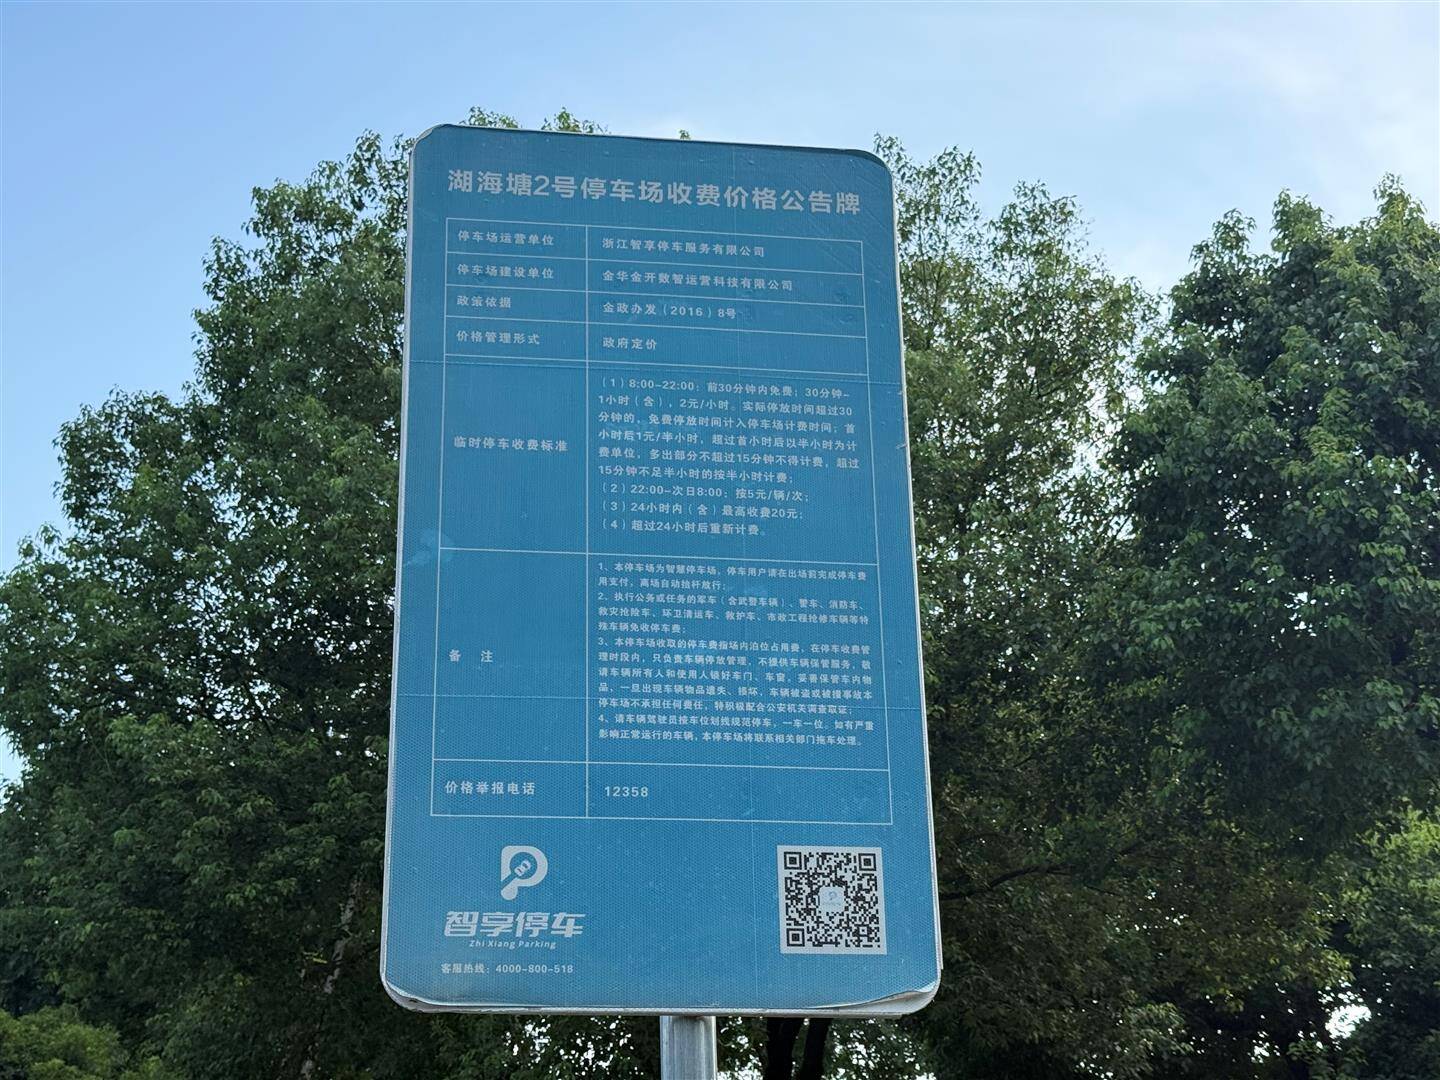 湖海塘2号停车场收费价格公告牌
停车场运营单位
浙江智享停车服务有限公司
停车场建设单位
金华金开数智运营科技有限公司
政策依据
金政办发（2016）8号
价格管理形式
政府定价
临时停车收费标准
（1）8:00-22:00：前30分钟内免费；30分钟-
1小时（含），2元/小时。实际停放时间超过30
分钟的，免费停放时间计入停车场计费时间；首
小时后1元/半小时，超过首小时后以半小时为计
费单位，多出部分不超过15分钟不得计费，超过
15分钟不足半小时的按半小时计费；
（2）22:00-次日8:00：按5元/辆/次；
（3）24小时内（含）最高收费20元；
（4）超过24小时后重新计费。
备 注
1、本停车场为智慧停车场，停车用户请在出场前完成停车费
用支付，离场自动抬杆放行；
2、执行公务或任务的军车（含武警车辆）、警车、消防车、
救灾抢险车、环卫清运车、救护车、市政工程抢修车辆等特
殊车辆免收停车费；
3、本停车场收取的停车费指场内泊位占用费，在停车收费管
理时段内，只负责车辆停放管理，不提供车辆保管服务，敬
请车辆所有人和使用人锁好车门、车窗，妥善保管车内物
品，一旦出现车辆物品遗失、损坏，车辆被盗或被撞事故本
停车场不承担任何责任，特积极配合公安机关调查取证；
4、请车辆驾驶员按车位划线规范停车，一车一位。如有严重
影响正常运行的车辆，本停车场将联系相关部门拖车处理。
价格举报电话
12358
智享停车
Zhi Xiang Parking
客服热线：4000-800-518